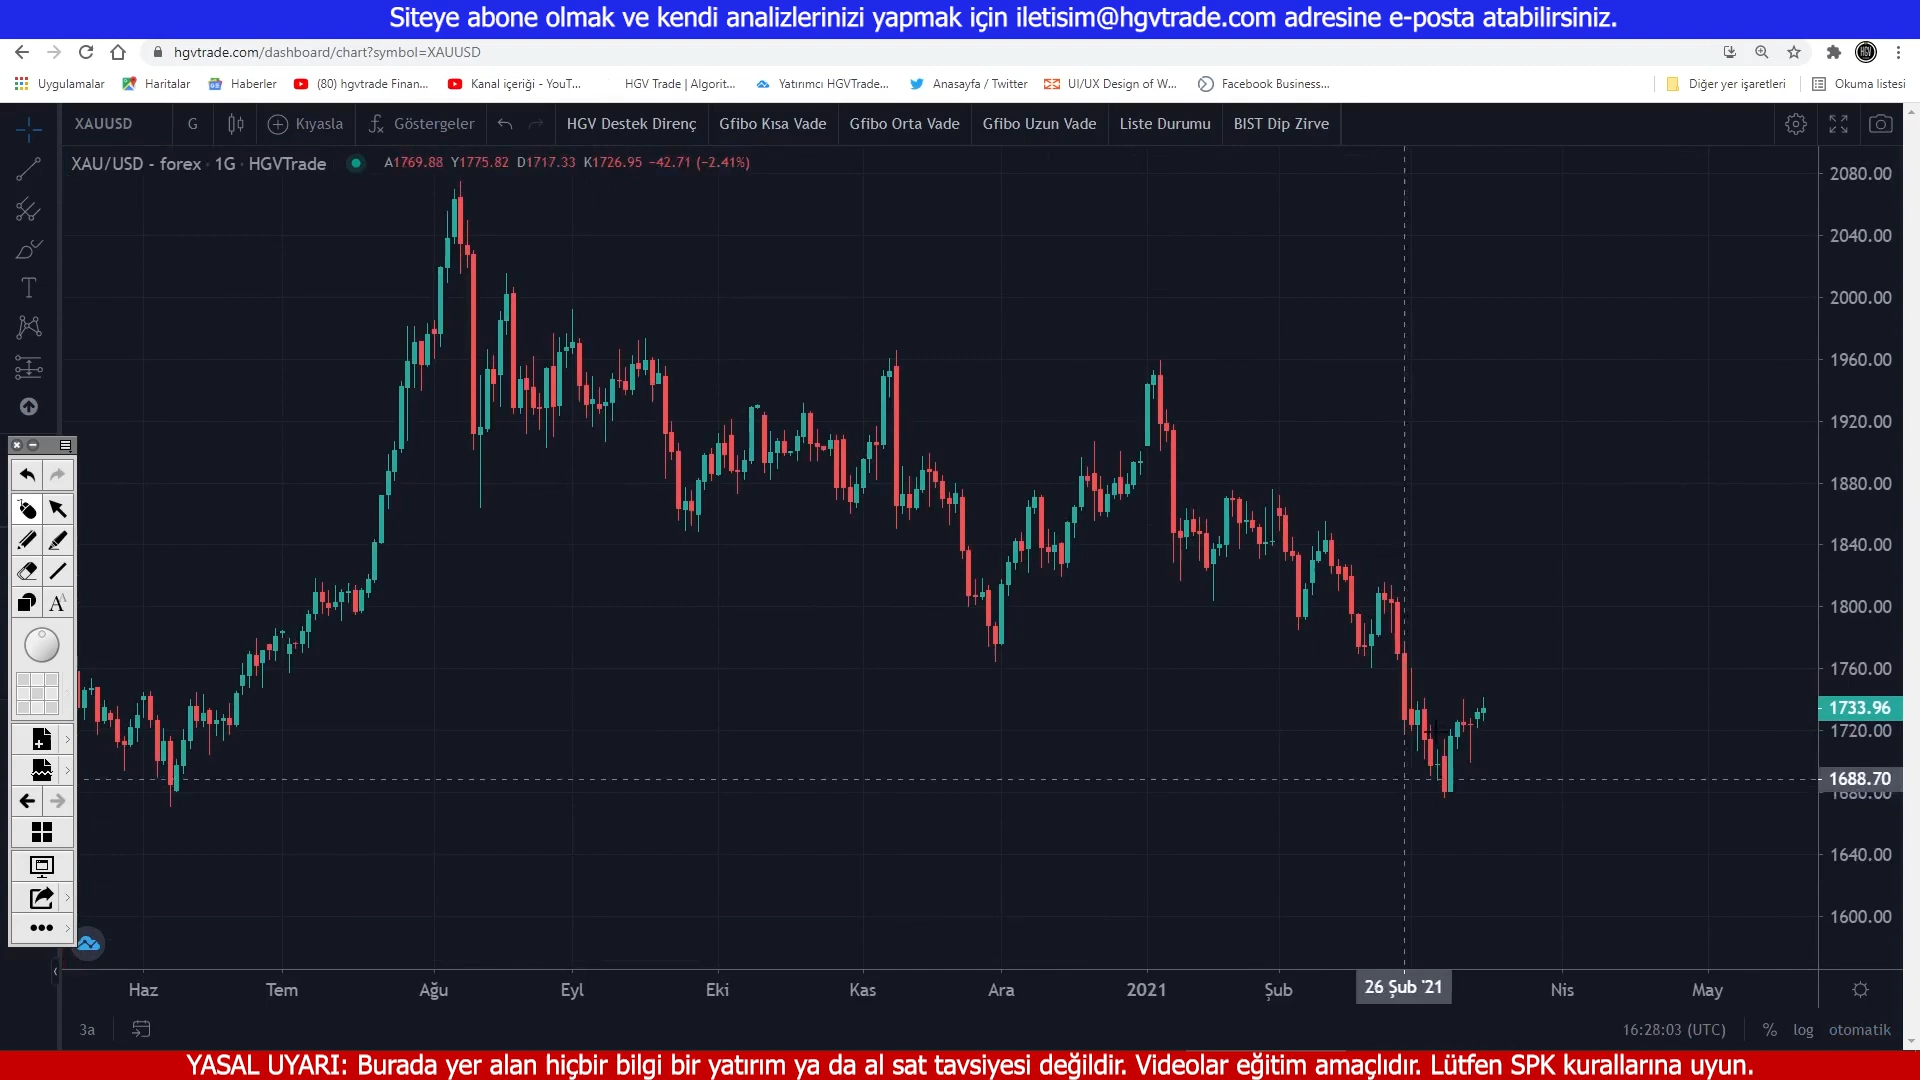 Siteye abone olmak ve kendi analizlerinizi yapmak için iletisim@hgvtrade.com adresine e-posta atabilirsiniz.
hgvtrade.com/dashboard/chart?symbol=XAUUSD
Uygulamalar Haritalar Haberler (80) hgvtrade Finan... Kanal içeriği - YouT... HGV Trade | Algorit... Yatırımcı HGVTrade... Anasayfa / Twitter UI/UX Design of W... Facebook Business... Diğer yer işaretleri Okuma listesi
XAUUSD G Kıyasla Göstergeler HGV Destek Direnç Gfibo Kısa Vade Gfibo Orta Vade Gfibo Uzun Vade Liste Durumu BIST Dip Zirve
XAU/USD - forex · 1G · HGVTrade A1769.88 Y1775.82 D1717.33 K1726.95 −42.71 (−2.41%)
2080.00
2040.00
2000.00
1960.00
1920.00
1880.00
1840.00
1800.00
1760.00
1733.96
1720.00
1688.70
1680.00
1640.00
1600.00
Haz Tem Ağu Eyl Eki Kas Ara 2021 Şub 26 Şub '21 Nis May
3a 16:28:03 (UTC) % log otomatik
YASAL UYARI: Burada yer alan hiçbir bilgi bir yatırım ya da al sat tavsiyesi değildir. Videolar eğitim amaçlıdır. Lütfen SPK kurallarına uyun.